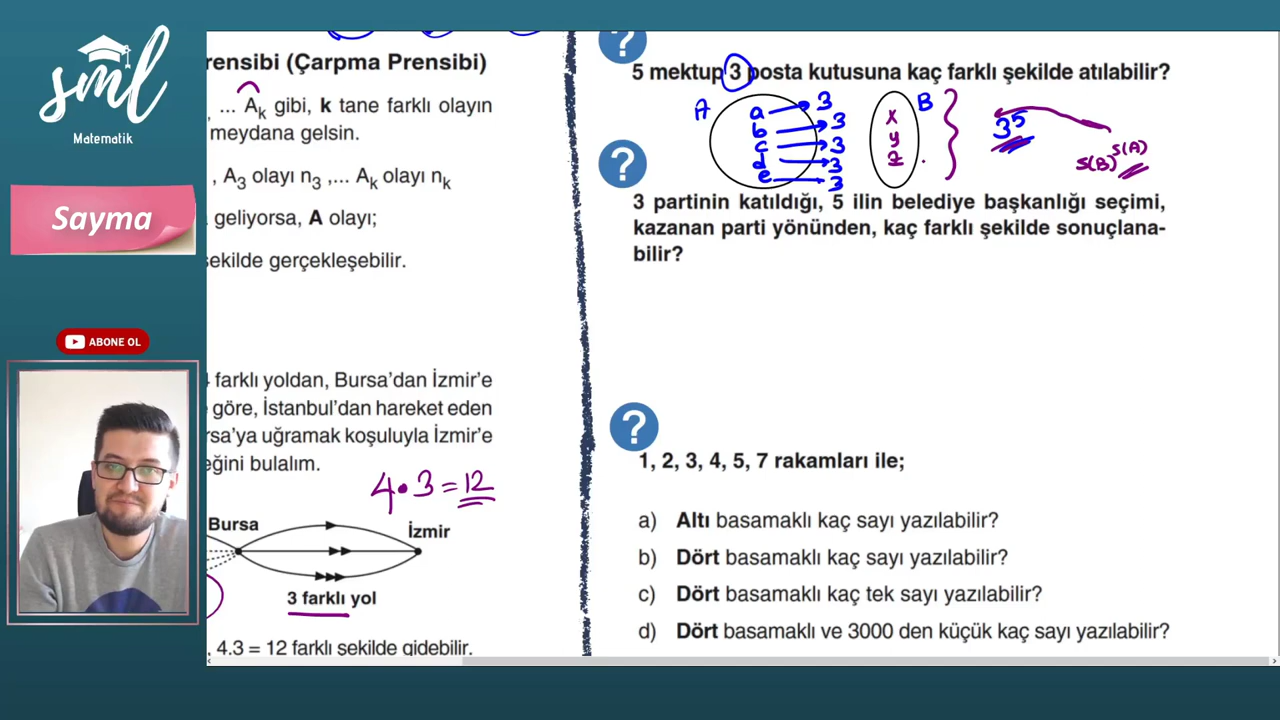 sml
Matematik
Sayma
ABONE OL
rensibi (Çarpma Prensibi)
... Ak gibi, k tane farklı olayın
meydana gelsin.
, A3 olayı n3 ,... Ak olayı nk
geliyorsa, A olayı;
ekilde gerçekleşebilir.
farklı yoldan, Bursa'dan İzmir'e
göre, İstanbul'dan hareket eden
rsa'ya uğramak koşuluyla İzmir'e
eğini bulalım.
4·3=12
Bursa
İzmir
3 farklı yol
, 4.3 = 12 farklı şekilde gidebilir.
?
5 mektup 3 posta kutusuna kaç farklı şekilde atılabilir?
A
a 3
b 3
c 3
d 3
e 3
B
x
y
z
3^5
s(B)^s(A)
?
3 partinin katıldığı, 5 ilin belediye başkanlığı seçimi,
kazanan parti yönünden, kaç farklı şekilde sonuçlana-
bilir?
?
1, 2, 3, 4, 5, 7 rakamları ile;
a) Altı basamaklı kaç sayı yazılabilir?
b) Dört basamaklı kaç sayı yazılabilir?
c) Dört basamaklı kaç tek sayı yazılabilir?
d) Dört basamaklı ve 3000 den küçük kaç sayı yazılabilir?